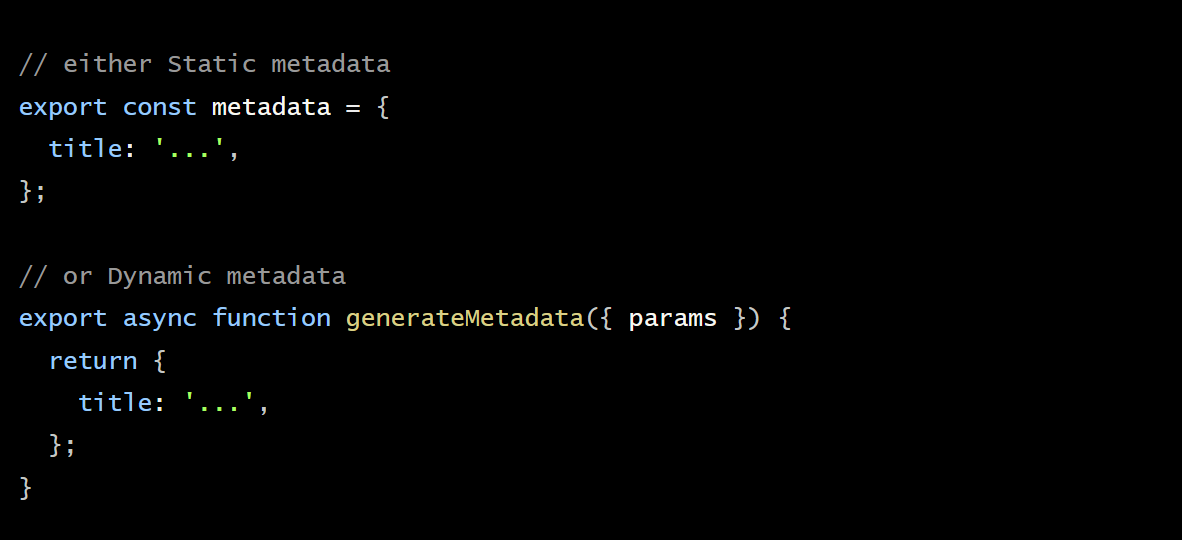 // either Static metadata
export const metadata = {
  title: '...',
};
// or Dynamic metadata
export async function generateMetadata({ params }) {
  return {
    title: '...',
  };
}